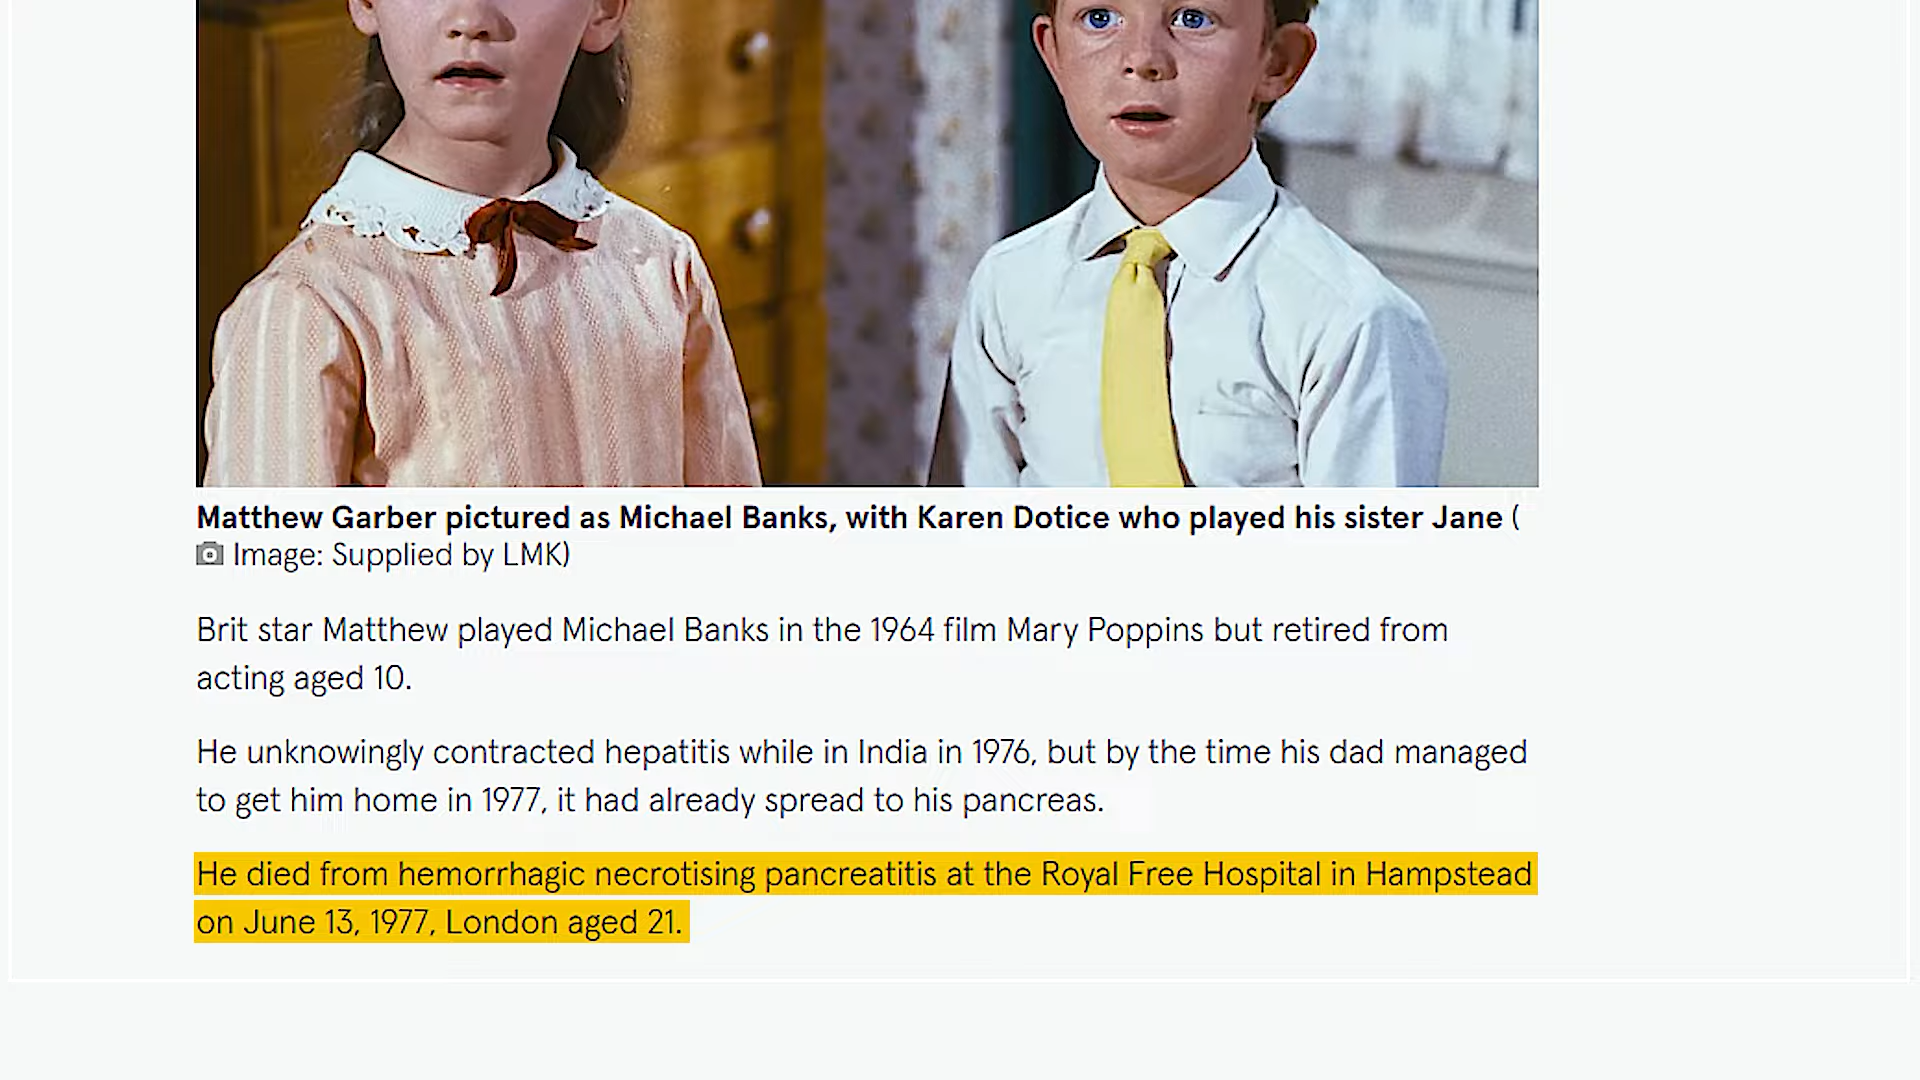 Matthew Garber pictured as Michael Banks, with Karen Dotice who played his sister Jane (
Image: Supplied by LMK)
Brit star Matthew played Michael Banks in the 1964 film Mary Poppins but retired from
acting aged 10.
He unknowingly contracted hepatitis while in India in 1976, but by the time his dad managed
to get him home in 1977, it had already spread to his pancreas.
He died from hemorrhagic necrotising pancreatitis at the Royal Free Hospital in Hampstead
on June 13, 1977, London aged 21.